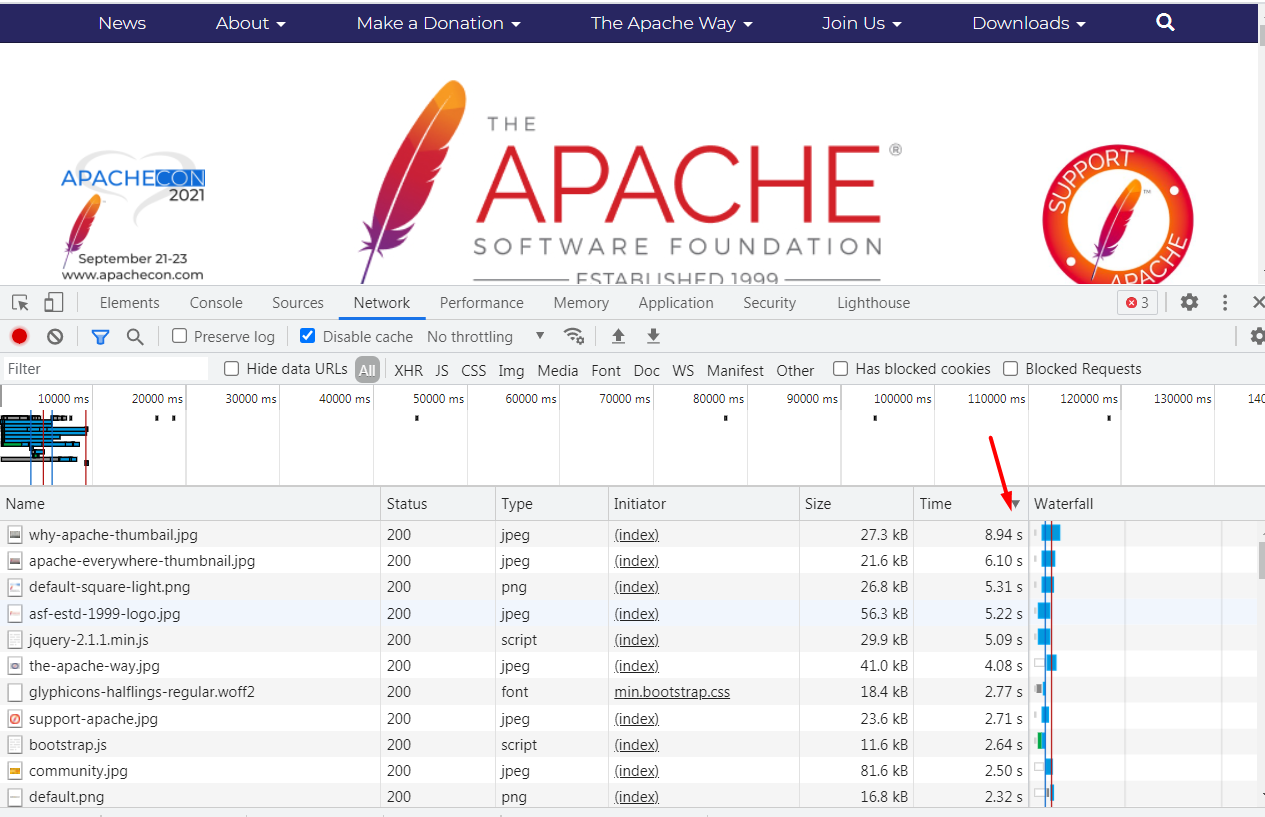 News About Make a Donation The Apache Way Join Us Downloads
THE
APACHE®
SOFTWARE FOUNDATION
ESTABLISHED 1999
APACHECON
2021
September 21-23
www.apachecon.com
SUPPORT
APACHE
TM
Elements Console Sources Network Performance Memory Application Security Lighthouse 3
Preserve log Disable cache No throttling
Filter Hide data URLs All XHR JS CSS Img Media Font Doc WS Manifest Other Has blocked cookies Blocked Requests
10000 ms 20000 ms 30000 ms 40000 ms 50000 ms 60000 ms 70000 ms 80000 ms 90000 ms 100000 ms 110000 ms 120000 ms 130000 ms 140
Name Status Type Initiator Size Time Waterfall
why-apache-thumbail.jpg 200 jpeg (index) 27.3 kB 8.94 s
apache-everywhere-thumbnail.jpg 200 jpeg (index) 21.6 kB 6.10 s
default-square-light.png 200 png (index) 26.8 kB 5.31 s
asf-estd-1999-logo.jpg 200 jpeg (index) 56.3 kB 5.22 s
jquery-2.1.1.min.js 200 script (index) 29.9 kB 5.09 s
the-apache-way.jpg 200 jpeg (index) 41.0 kB 4.08 s
glyphicons-halflings-regular.woff2 200 font min.bootstrap.css 18.4 kB 2.77 s
support-apache.jpg 200 jpeg (index) 23.6 kB 2.71 s
bootstrap.js 200 script (index) 11.6 kB 2.64 s
community.jpg 200 jpeg (index) 81.6 kB 2.50 s
default.png 200 png (index) 16.8 kB 2.32 s